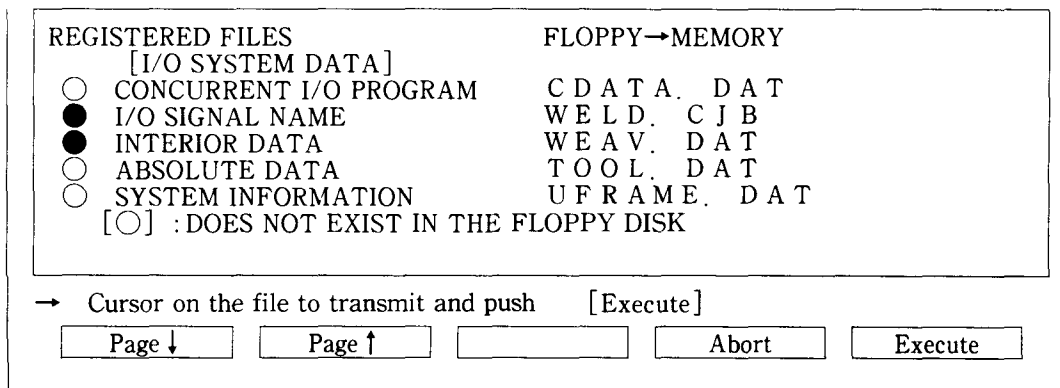 REGISTERED FILES FLOPPY→MEMORY
[I/O SYSTEM DATA]
○ CONCURRENT I/O PROGRAM CDATA. DAT
● I/O SIGNAL NAME WELD. CJB
● INTERIOR DATA WEAV. DAT
○ ABSOLUTE DATA TOOL. DAT
○ SYSTEM INFORMATION UFRAME. DAT
[○] :DOES NOT EXIST IN THE FLOPPY DISK
→ Cursor on the file to transmit and push [Execute]
Page↓ Page↑ Abort Execute